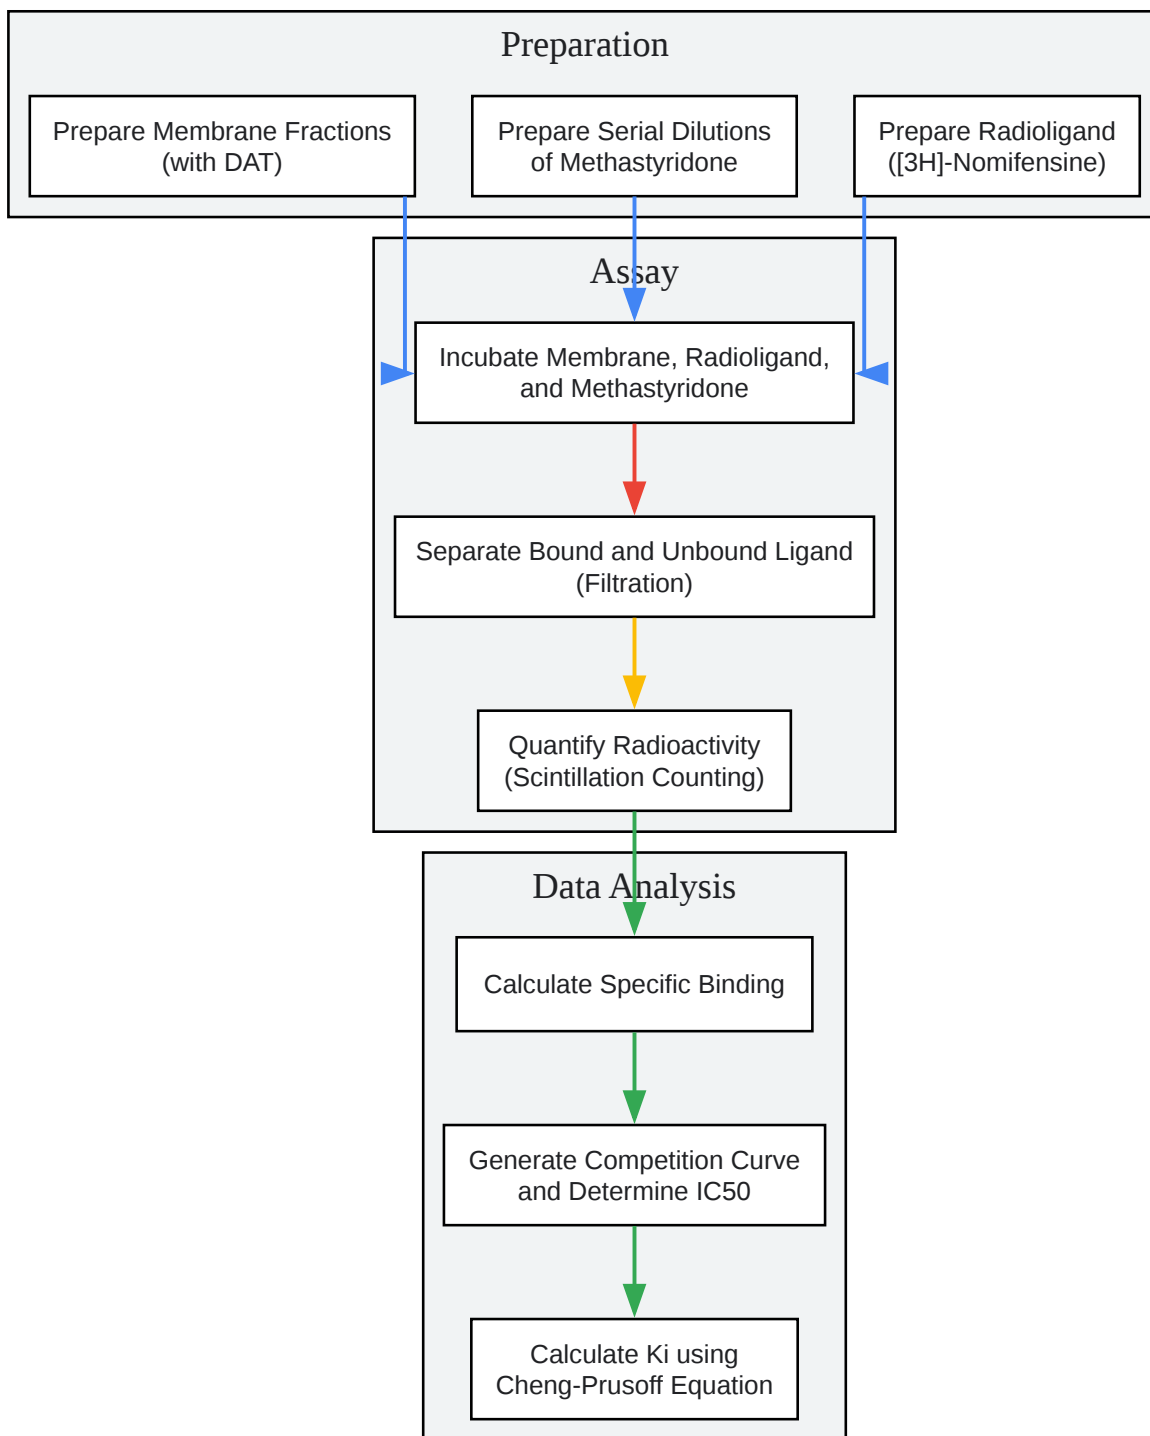 Preparation
Prepare Membrane Fractions
(with DAT)
Prepare Serial Dilutions
of Methastyridone
Prepare Radioligand
([3H]-Nomifensine)
Assay
Incubate Membrane, Radioligand,
and Methastyridone
Separate Bound and Unbound Ligand
(Filtration)
Quantify Radioactivity
(Scintillation Counting)
Data Analysis
Calculate Specific Binding
Generate Competition Curve
and Determine IC50
Calculate Ki using
Cheng-Prusoff Equation